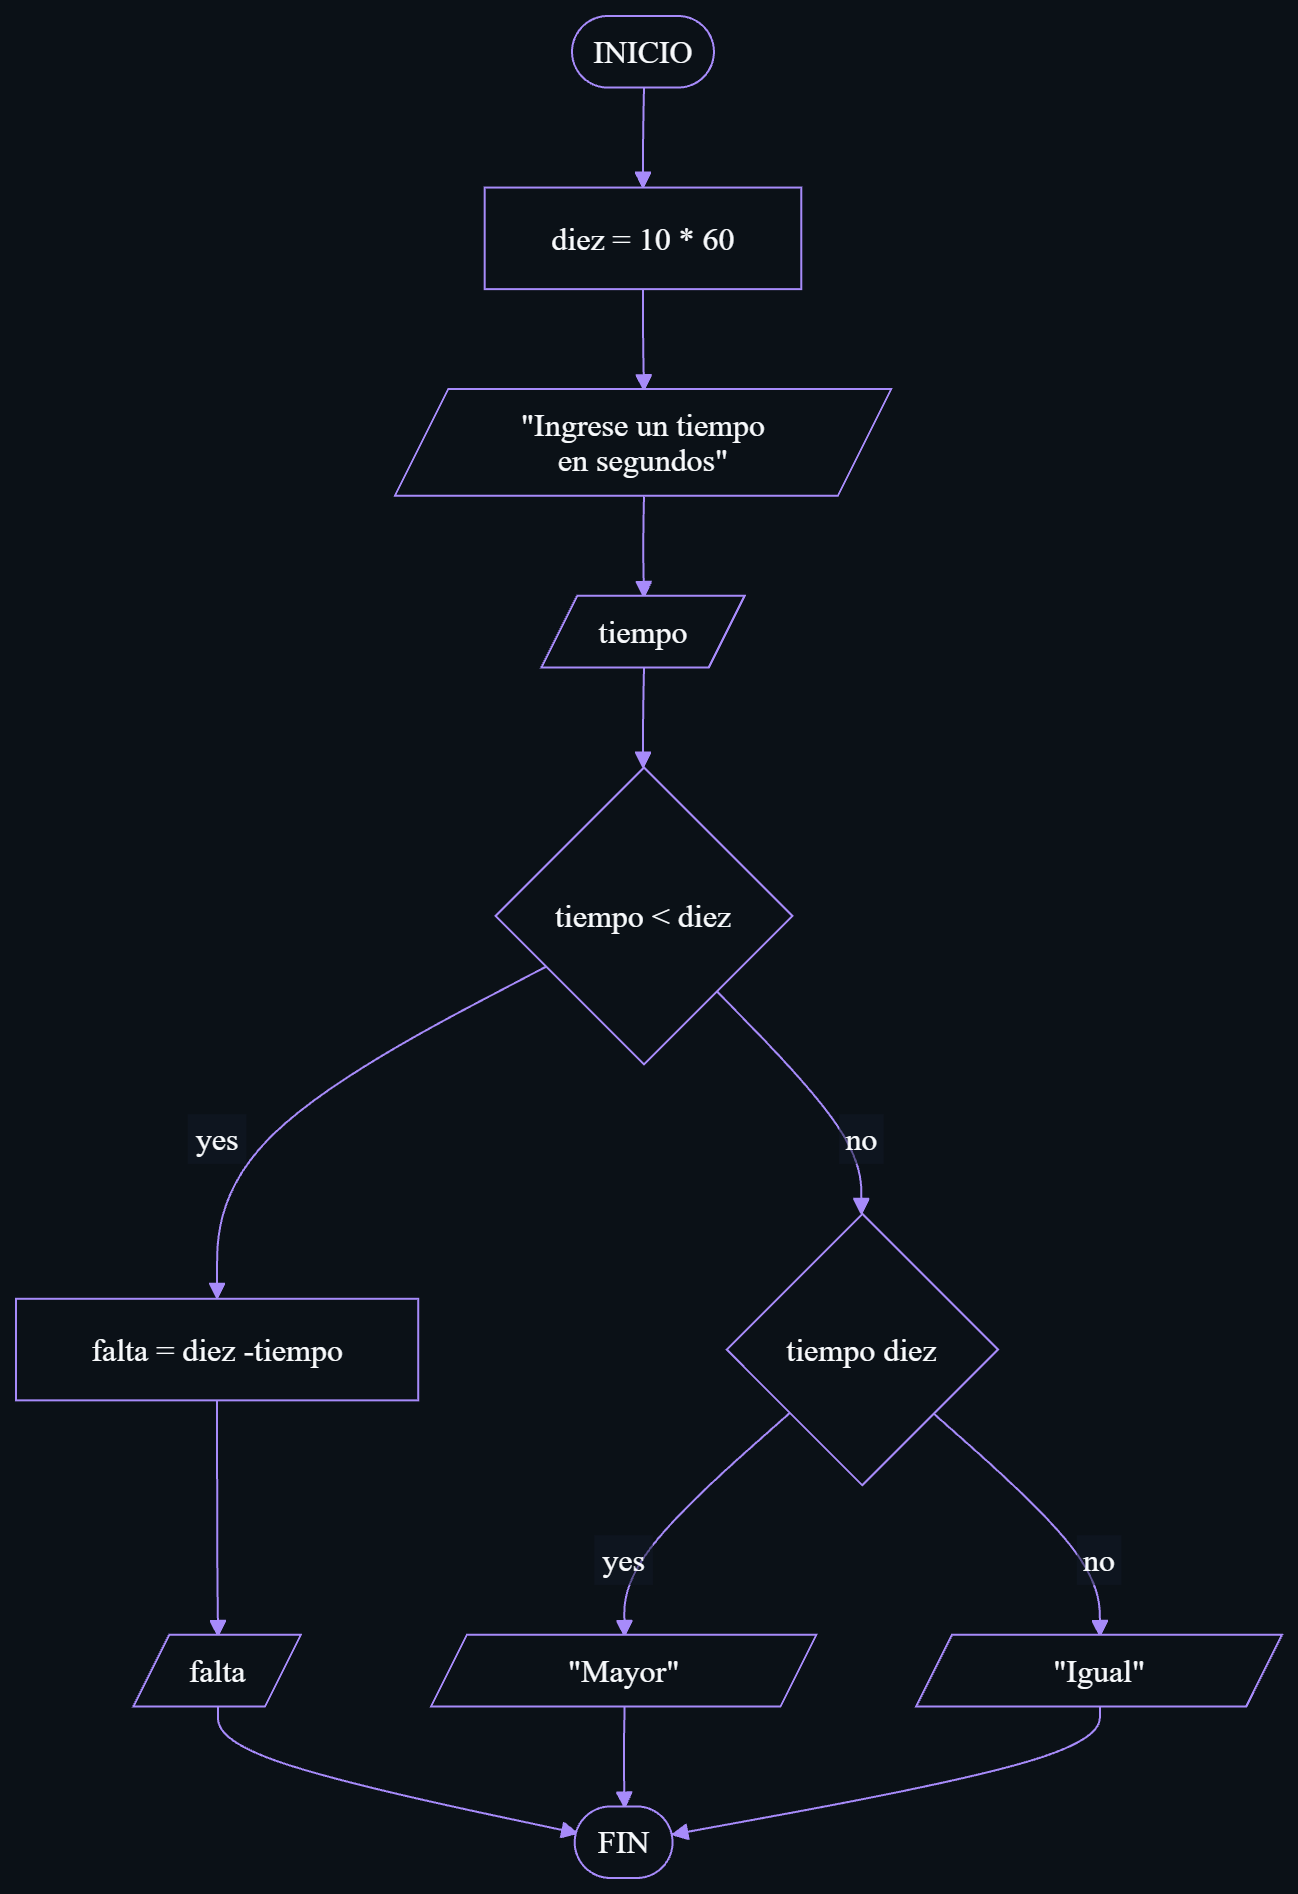 INICIO
diez = 10 * 60
"Ingrese un tiempo
en segundos"
tiempo
tiempo < diez
yes
no
falta = diez -tiempo
tiempo diez
yes
no
falta
"Mayor"
"Igual"
FIN